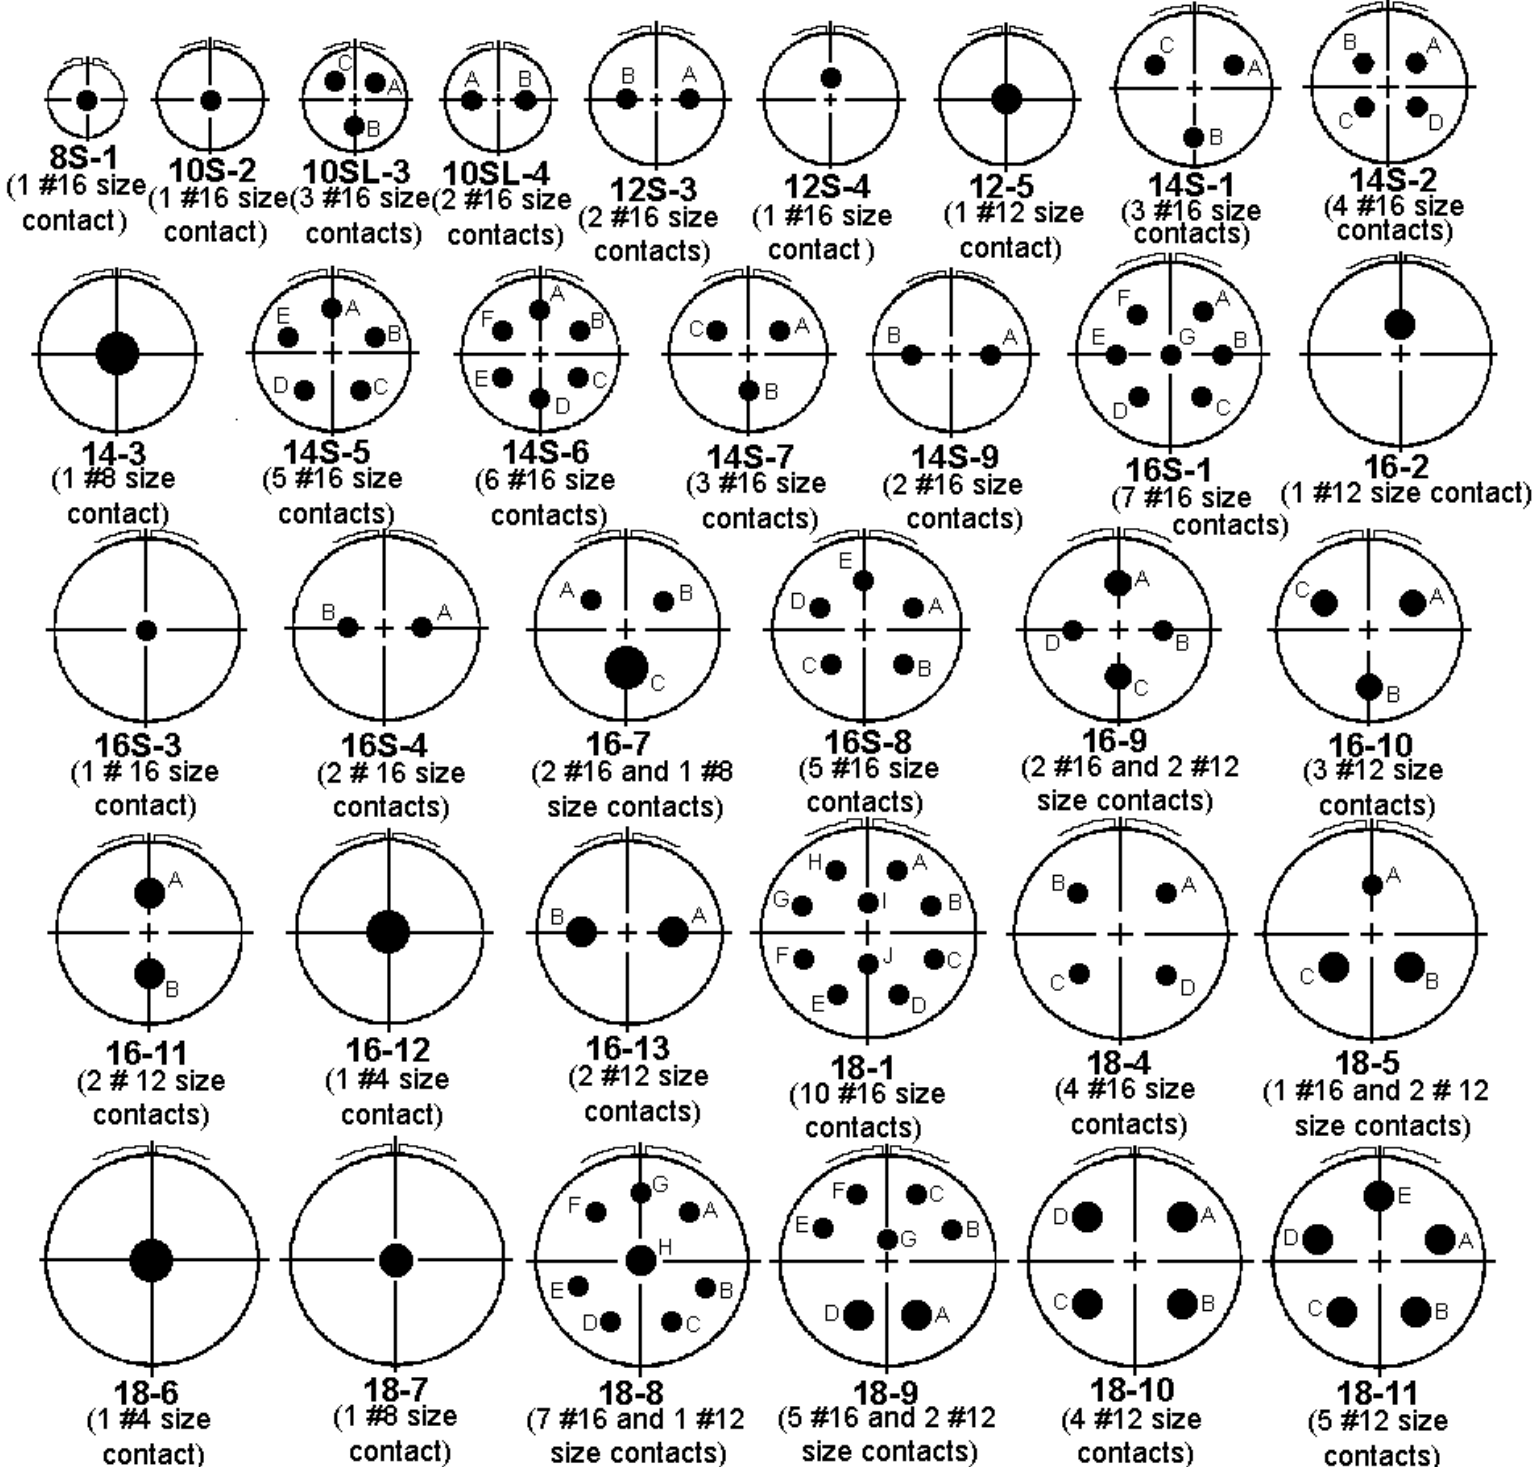 C
A
B
8S-1
(1 #16 size
contact)
10S-2
(1 #16 size
contact)
10SL-3
(3 #16 size
contacts)
A
B
10SL-4
(2 #16 size
contacts)
B
A
12S-3
(2 #16 size
contacts)
12S-4
(1 #16 size
contact)
12-5
(1 #12 size
contact)
C
A
B
14S-1
(3 #16 size
contacts)
B
A
C
D
14S-2
(4 #16 size
contacts)
14-3
(1 #8 size
contact)
A
E
B
D
C
14S-5
(5 #16 size
contacts)
A
F
B
E
C
D
14S-6
(6 #16 size
contacts)
C
A
B
14S-7
(3 #16 size
contacts)
B
A
14S-9
(2 #16 size
contacts)
F
A
E
G
B
D
C
16S-1
(7 #16 size
contacts)
16-2
(1 #12 size contact)
16S-3
(1 # 16 size
contact)
B
A
16S-4
(2 # 16 size
contacts)
A
B
C
16-7
(2 #16 and 1 #8
size contacts)
E
D
A
C
B
16S-8
(5 #16 size
contacts)
A
D
B
C
16-9
(2 #16 and 2 #12
size contacts)
C
A
B
16-10
(3 #12 size
contacts)
A
B
16-11
(2 # 12 size
contacts)
16-12
(1 #4 size
contact)
B
A
16-13
(2 #12 size
contacts)
H
A
G
I
B
F
J
C
E
D
18-1
(10 #16 size
contacts)
B
A
C
D
18-4
(4 #16 size
contacts)
A
C
B
18-5
(1 #16 and 2 # 12
size contacts)
18-6
(1 #4 size
contact)
18-7
(1 #8 size
contact)
G
F
A
H
E
B
D
C
18-8
(7 #16 and 1 #12
size contacts)
F
C
E
B
G
D
A
18-9
(5 #16 and 2 #12
size contacts)
D
A
C
B
18-10
(4 #12 size
contacts)
E
D
A
C
B
18-11
(5 #12 size
contacts)